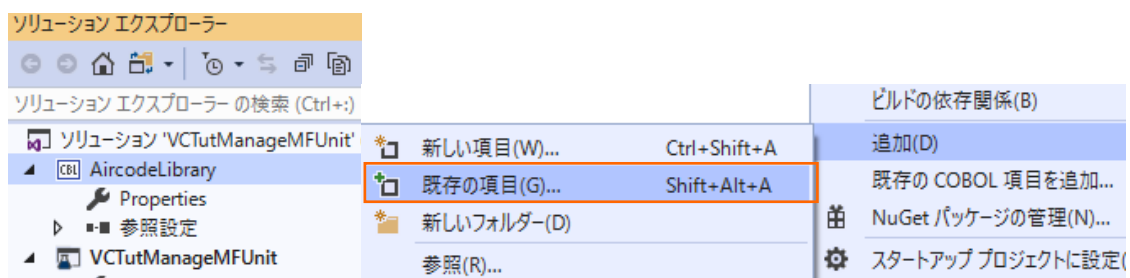 ソリューション エクスプローラー
ソリューション エクスプローラー の検索 (Ctrl+:)
ソリューション 'VCTutManageMFUnit'
CBL AircodeLibrary
Properties
参照設定
VCTutManageMFUnit
新しい項目(W)... Ctrl+Shift+A
既存の項目(G)... Shift+Alt+A
新しいフォルダー(D)
参照(R)...
ビルドの依存関係(B)
追加(D)
既存の COBOL 項目を追加...
NuGet パッケージの管理(N)...
スタートアップ プロジェクトに設定(